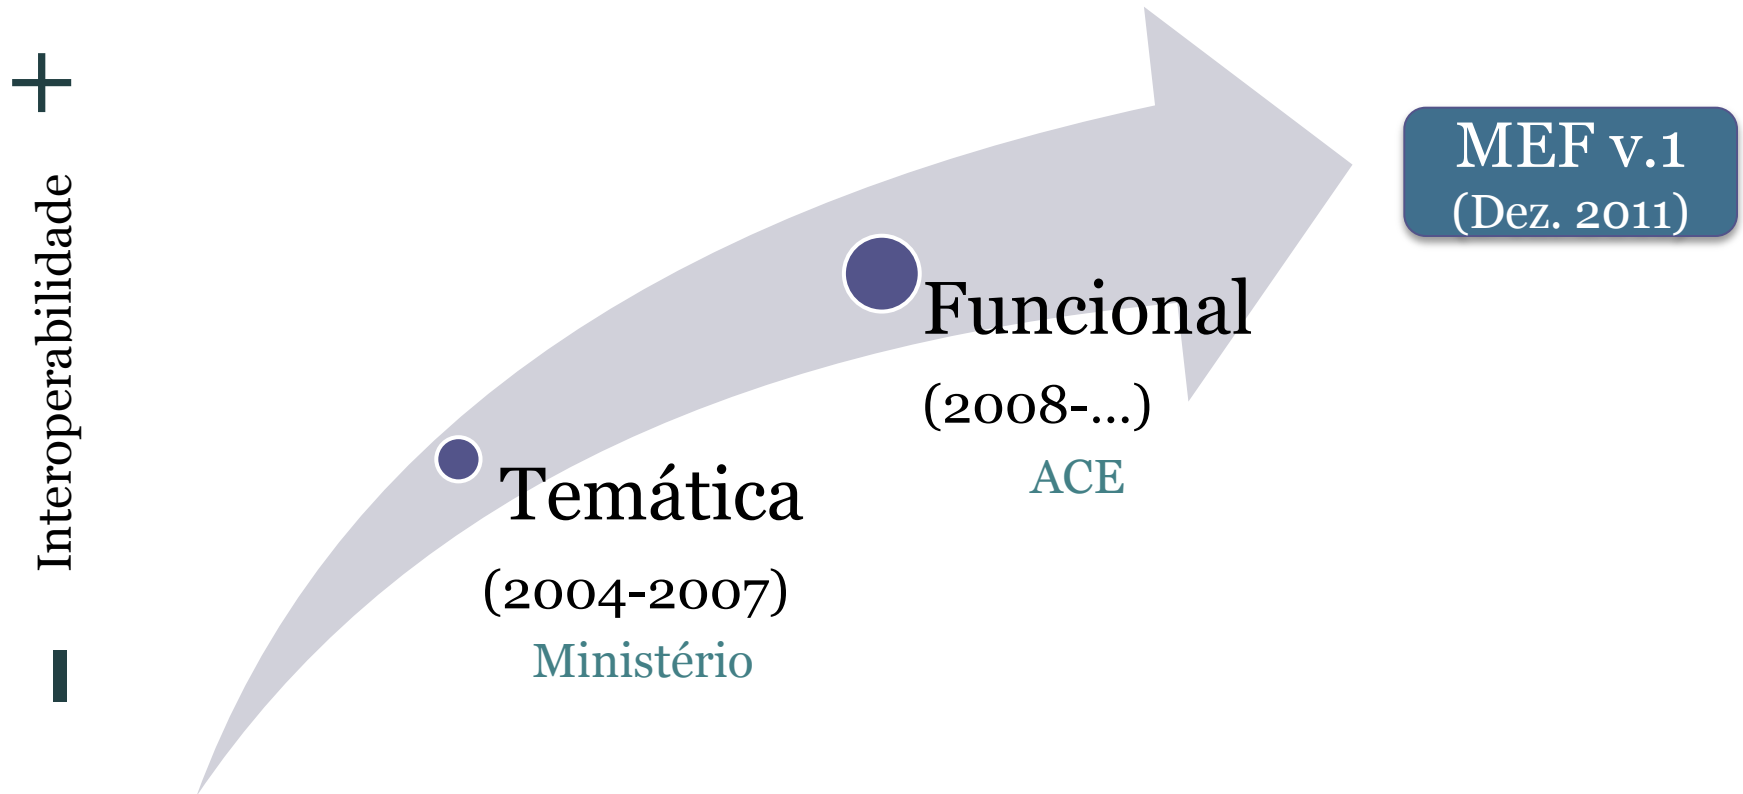 +
Interoperabilidade
-
MEF v.1
(Dez. 2011)
Funcional
(2008-...)
ACE
Temática
(2004-2007)
Ministério